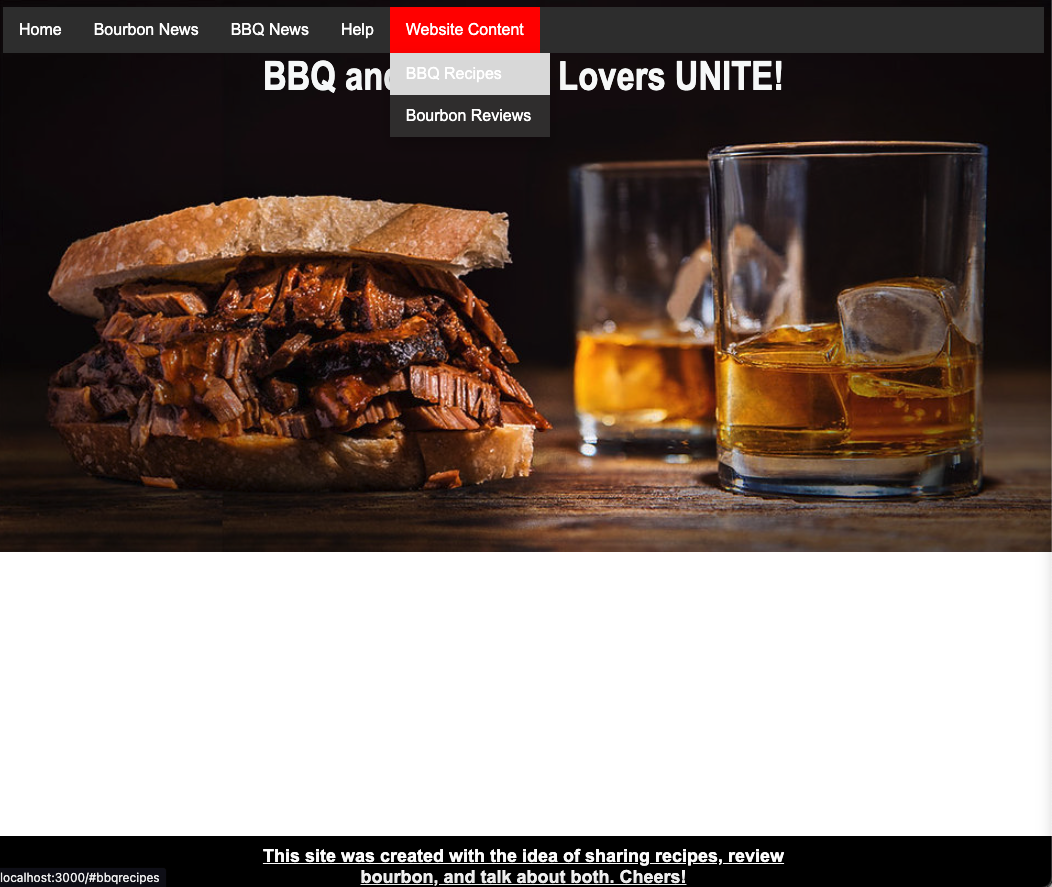 Home Bourbon News BBQ News Help Website Content
BBQ and Lovers UNITE!
BBQ Recipes
Bourbon Reviews
This site was created with the idea of sharing recipes, review
bourbon, and talk about both. Cheers!
localhost:3000/#bbqrecipes